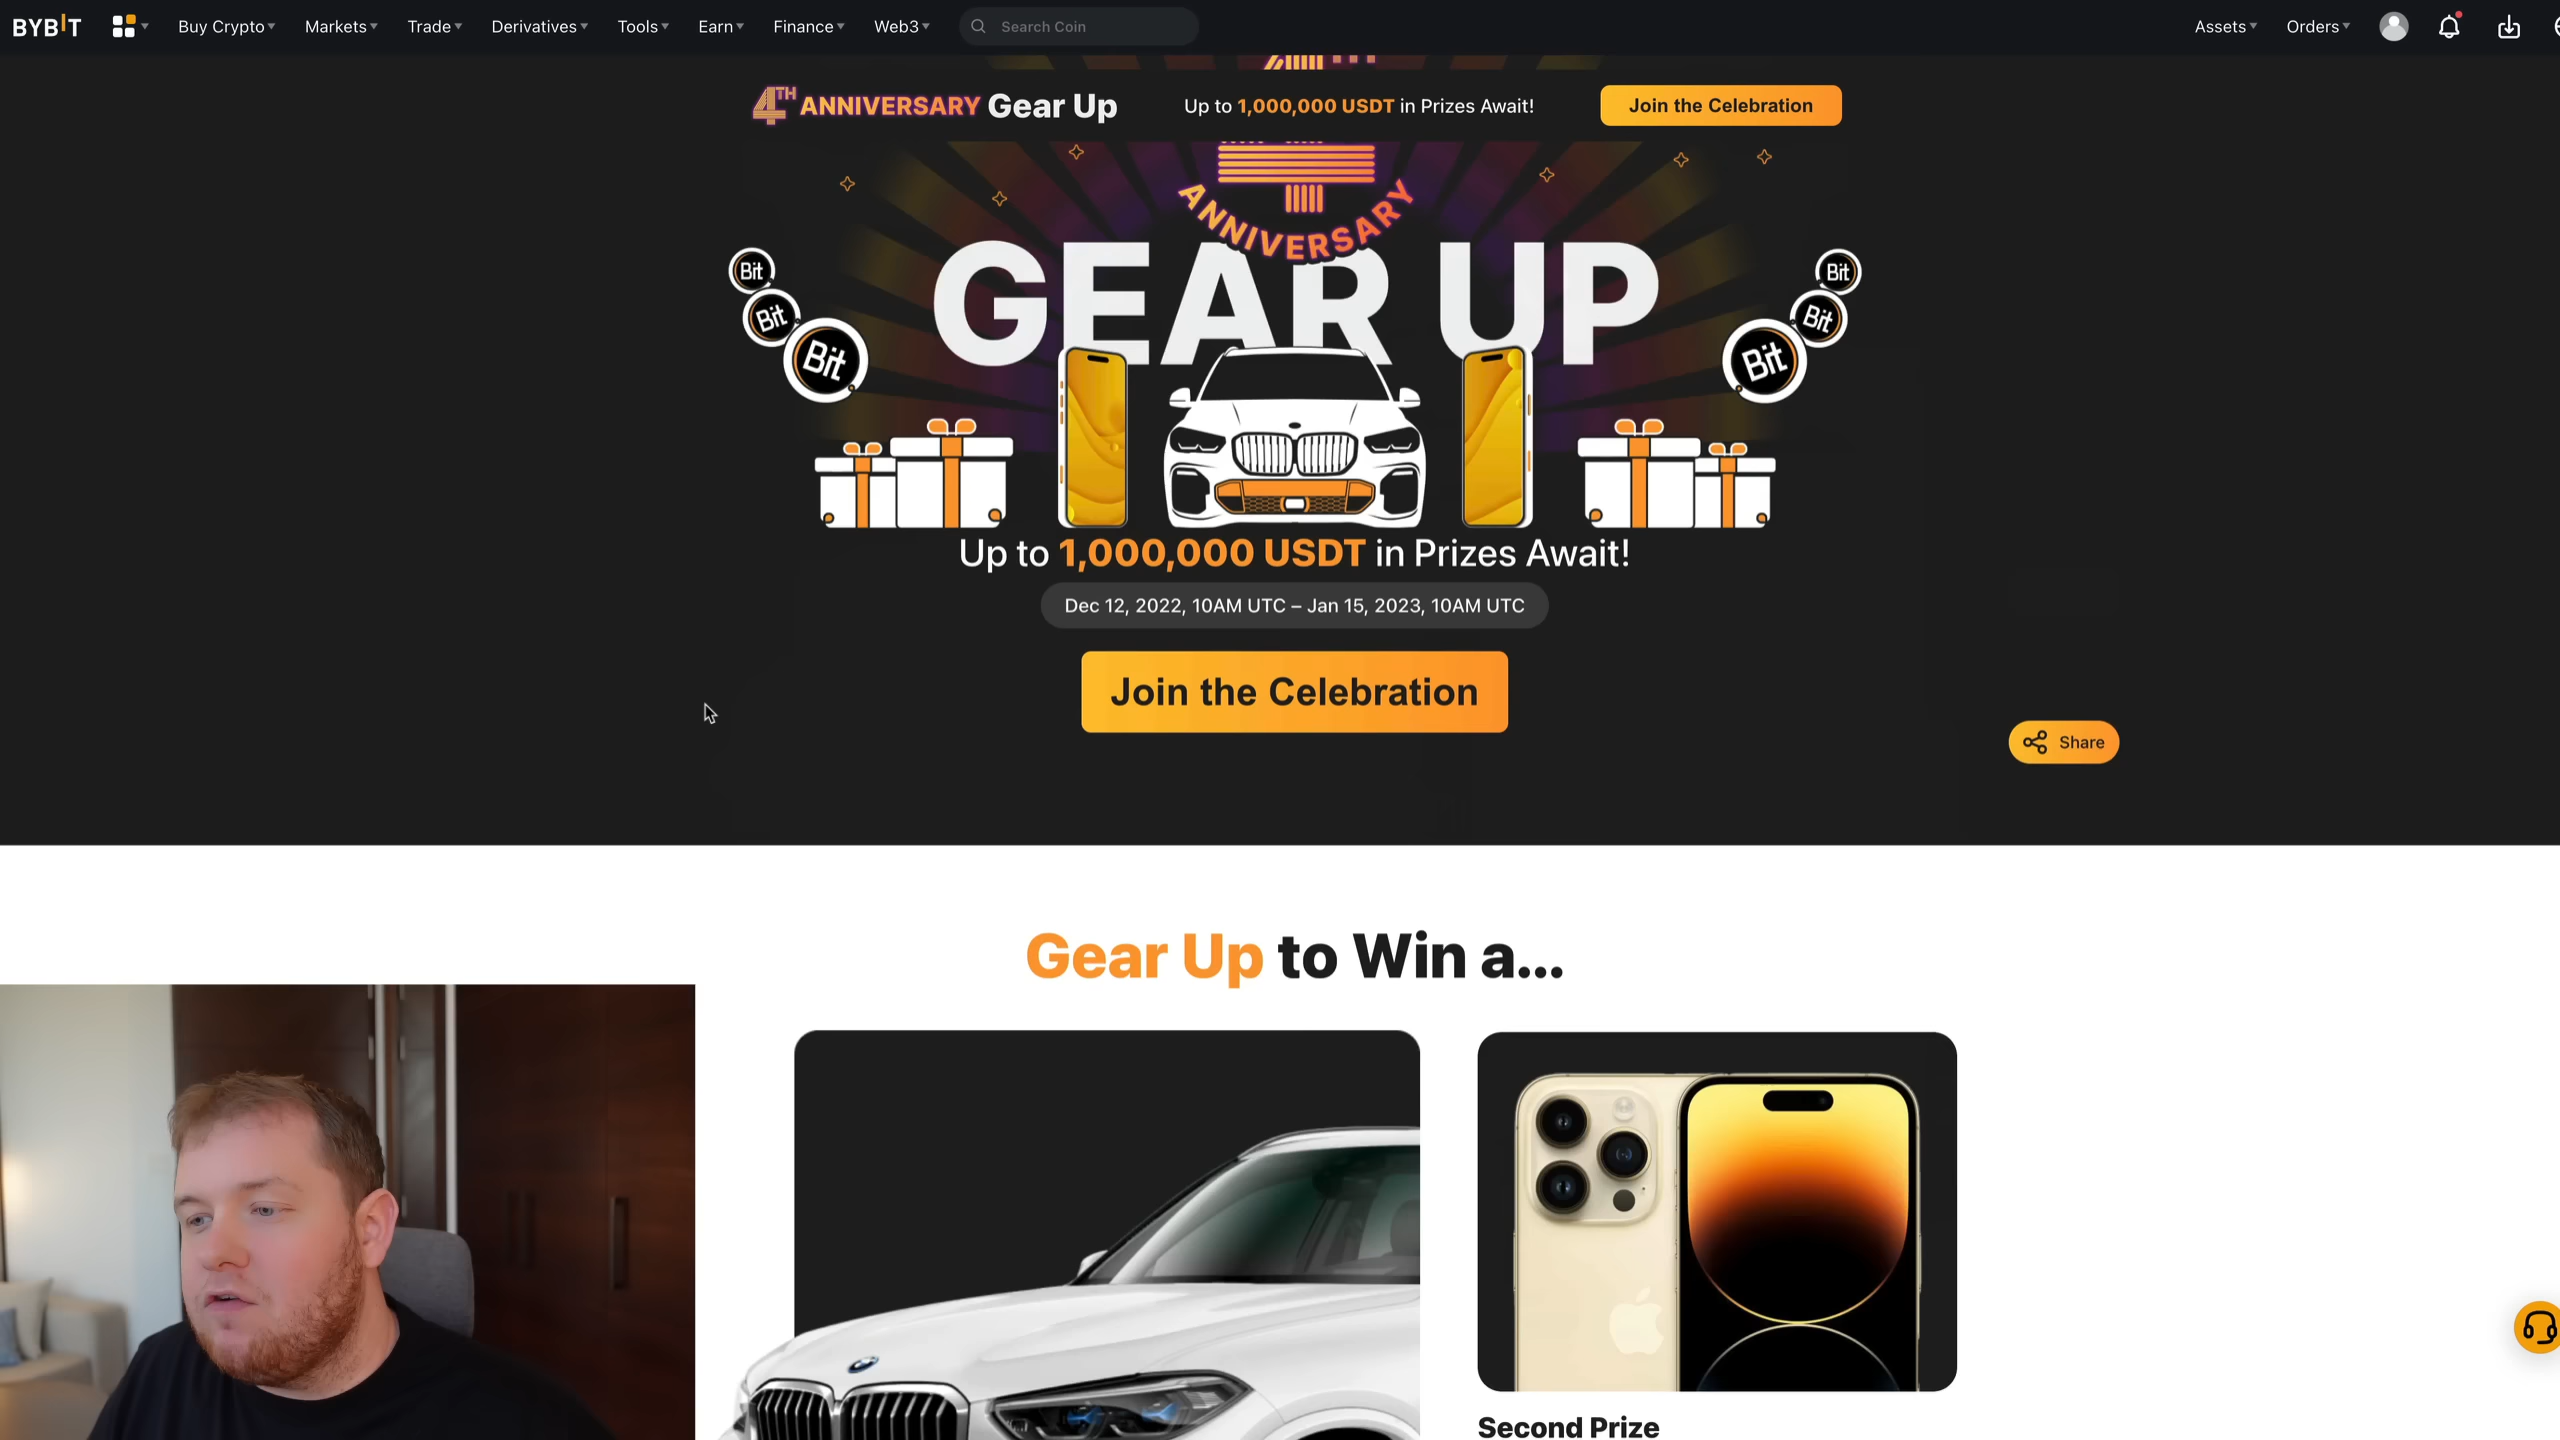 BYBIT Buy Crypto Markets Trade Derivatives Tools Earn Finance Web3 Search Coin Assets Orders
4TH ANNIVERSARY Gear Up Up to 1,000,000 USDT in Prizes Await! Join the Celebration
ANNIVERSARY
GEAR UP
Bit Bit
Bit Bit
Bit Bit
Up to 1,000,000 USDT in Prizes Await!
Dec 12, 2022, 10AM UTC – Jan 15, 2023, 10AM UTC
Join the Celebration
Share
Gear Up to Win a...
Second Prize